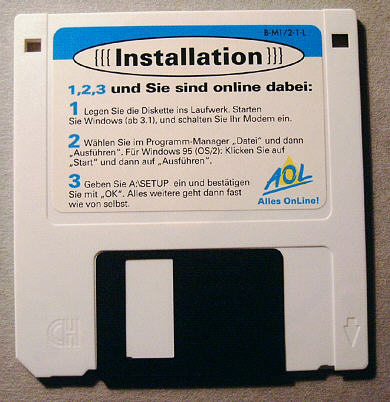 B-M1/2-1-L
Installation
1,2,3 und Sie sind online dabei:
1 Legen Sie die Diskette ins Laufwerk. Starten
Sie Windows (ab 3.1), und schalten Sie Ihr Modem ein.
2 Wählen Sie im Programm-Manager „Datei" und dann
„Ausführen". Für Windows 95 (OS/2): Klicken Sie auf
„Start" und dann auf „Ausführen".
3 Geben Sie A:\SETUP ein und bestätigen
Sie mit „OK". Alles weitere geht dann fast
wie von selbst.
AOL
Alles OnLine!